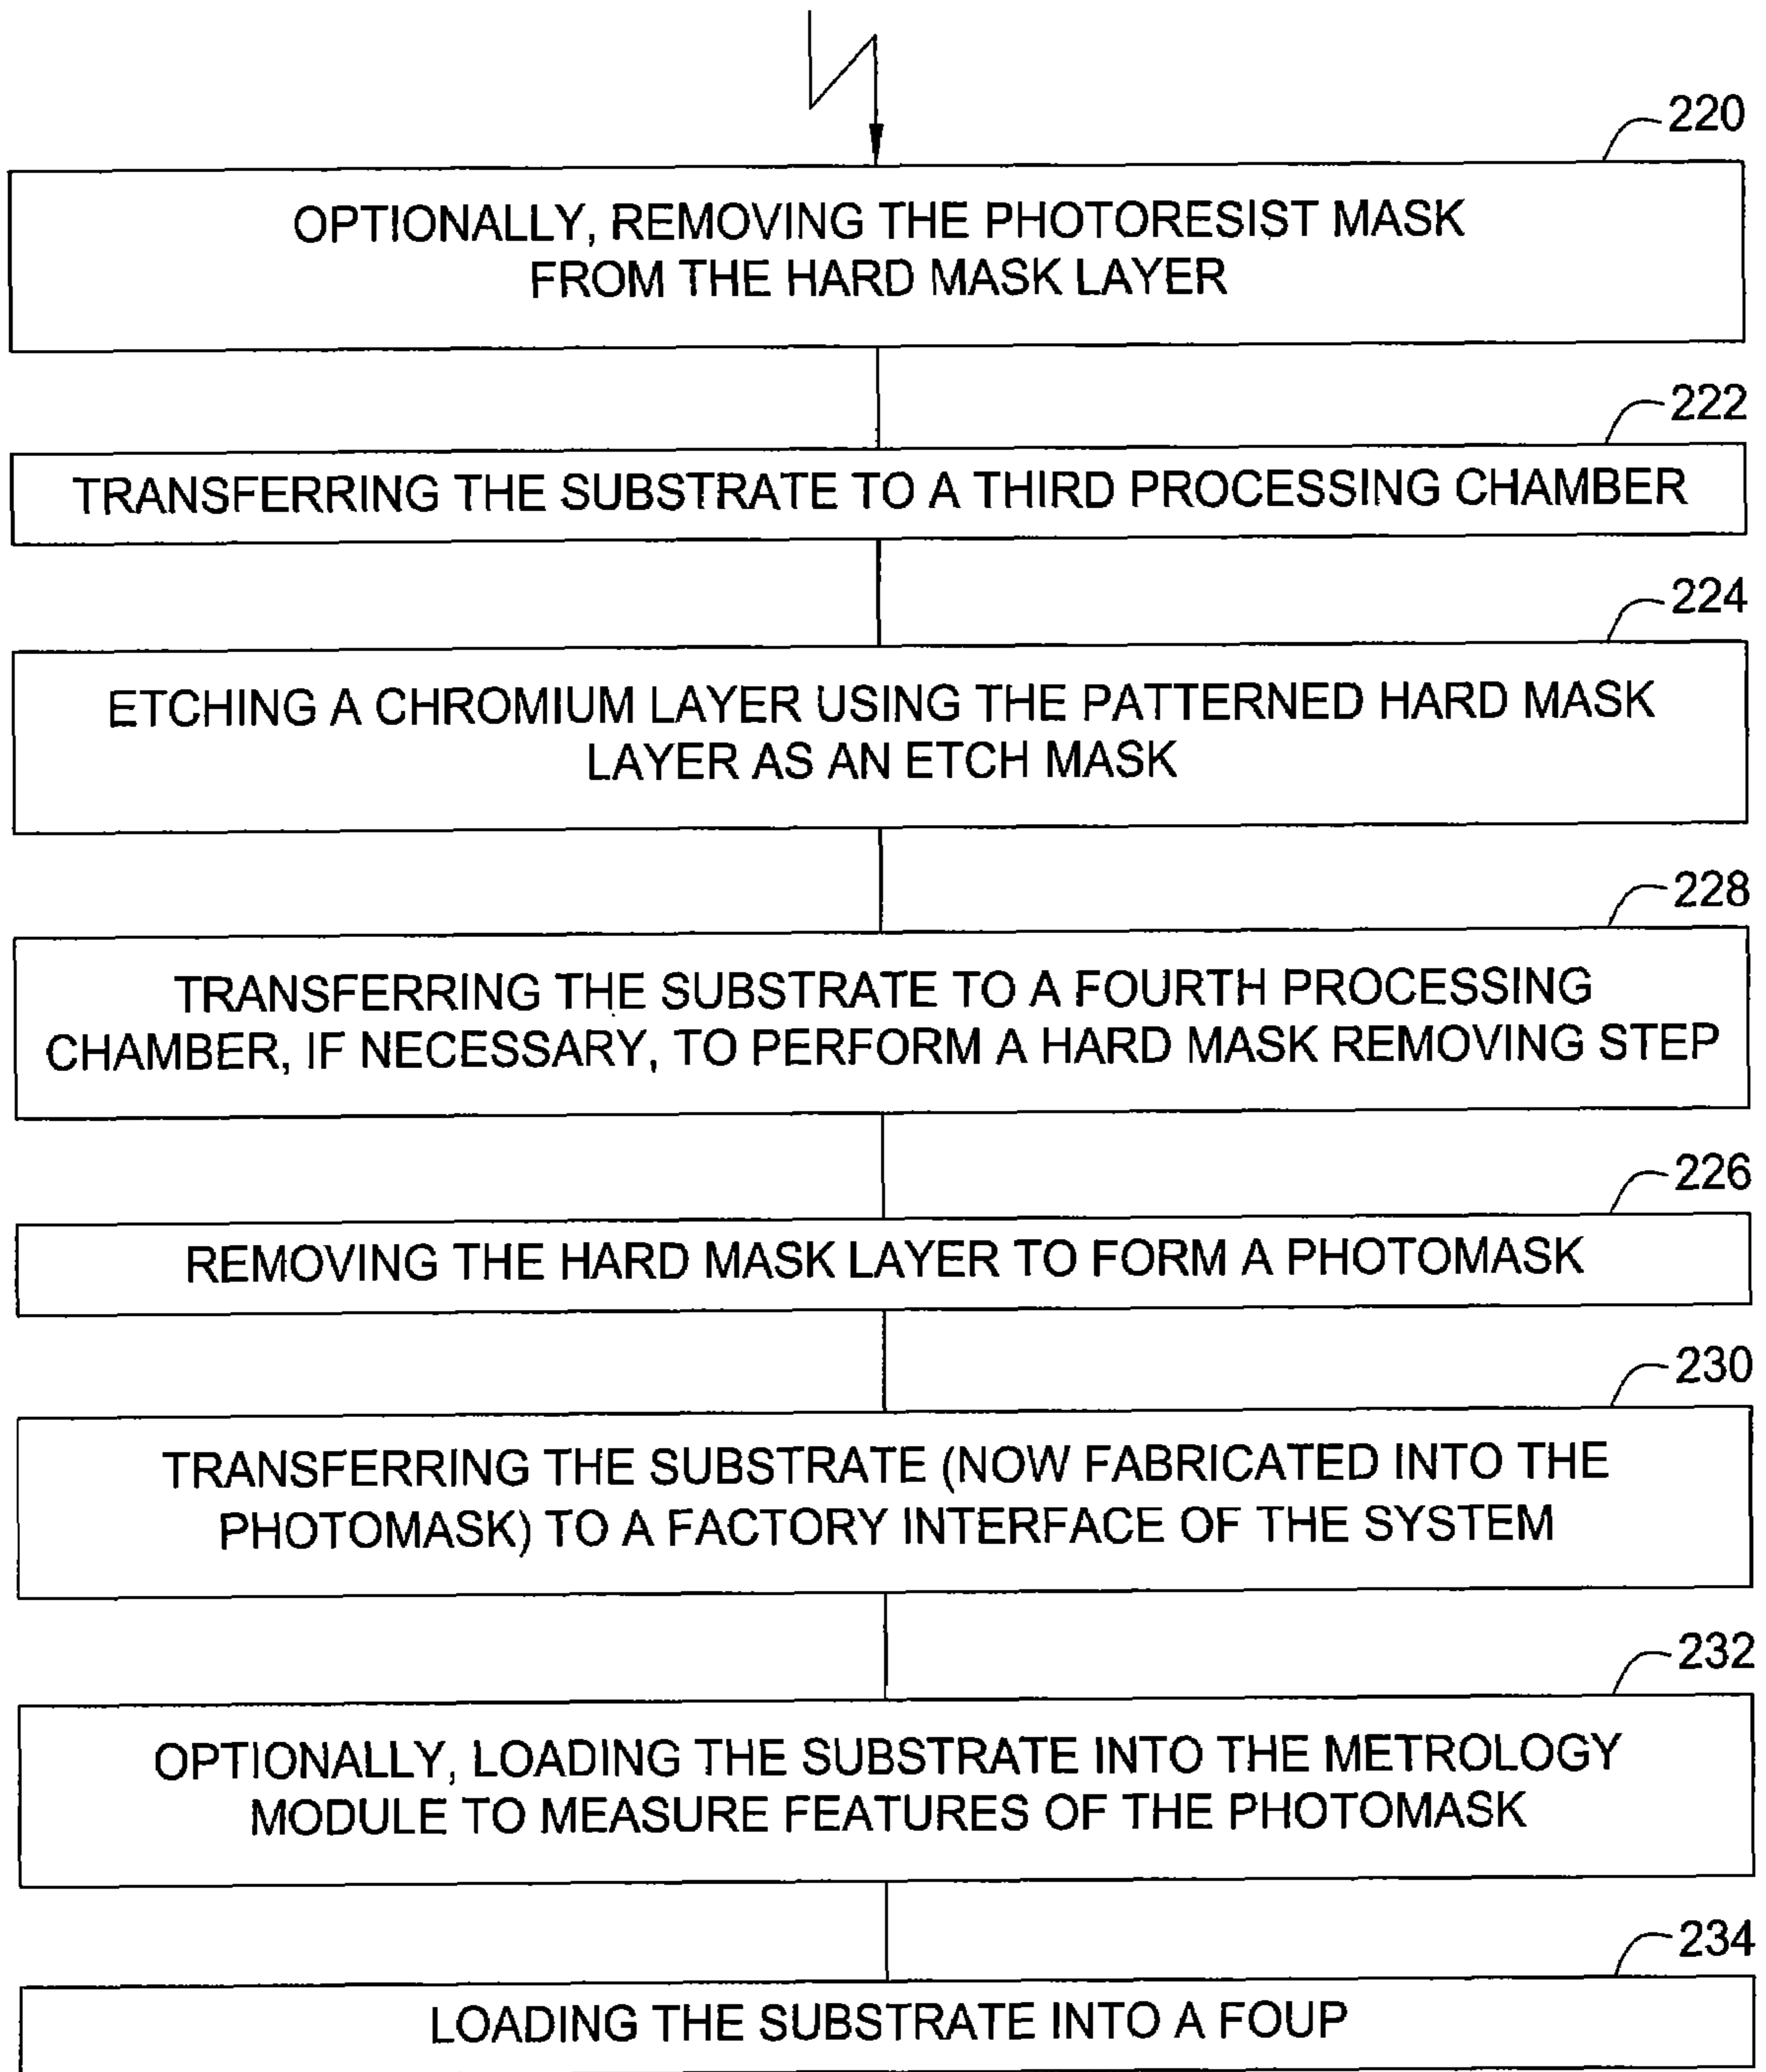 220
OPTIONALLY, REMOVING THE PHOTORESIST MASK
FROM THE HARD MASK LAYER
222
TRANSFERRING THE SUBSTRATE TO A THIRD PROCESSING CHAMBER
224
ETCHING A CHROMIUM LAYER USING THE PATTERNED HARD MASK
LAYER AS AN ETCH MASK
228
TRANSFERRING THE SUBSTRATE TO A FOURTH PROCESSING
CHAMBER, IF NECESSARY, TO PERFORM A HARD MASK REMOVING STEP
226
REMOVING THE HARD MASK LAYER TO FORM A PHOTOMASK
230
TRANSFERRING THE SUBSTRATE (NOW FABRICATED INTO THE
PHOTOMASK) TO A FACTORY INTERFACE OF THE SYSTEM
232
OPTIONALLY, LOADING THE SUBSTRATE INTO THE METROLOGY
MODULE TO MEASURE FEATURES OF THE PHOTOMASK
234
LOADING THE SUBSTRATE INTO A FOUP